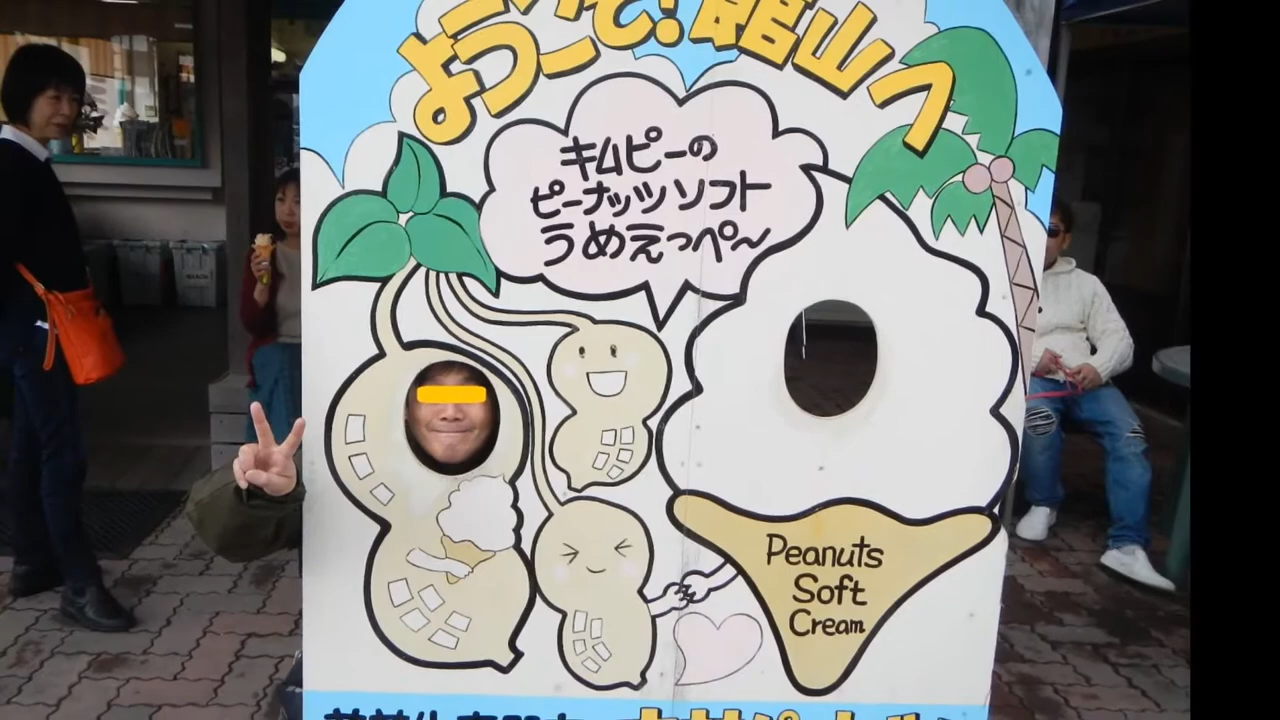 ようこそ!館山へ
キムピーの
ピーナッツソフト
うめえっぺ〜
Peanuts
Soft
Cream